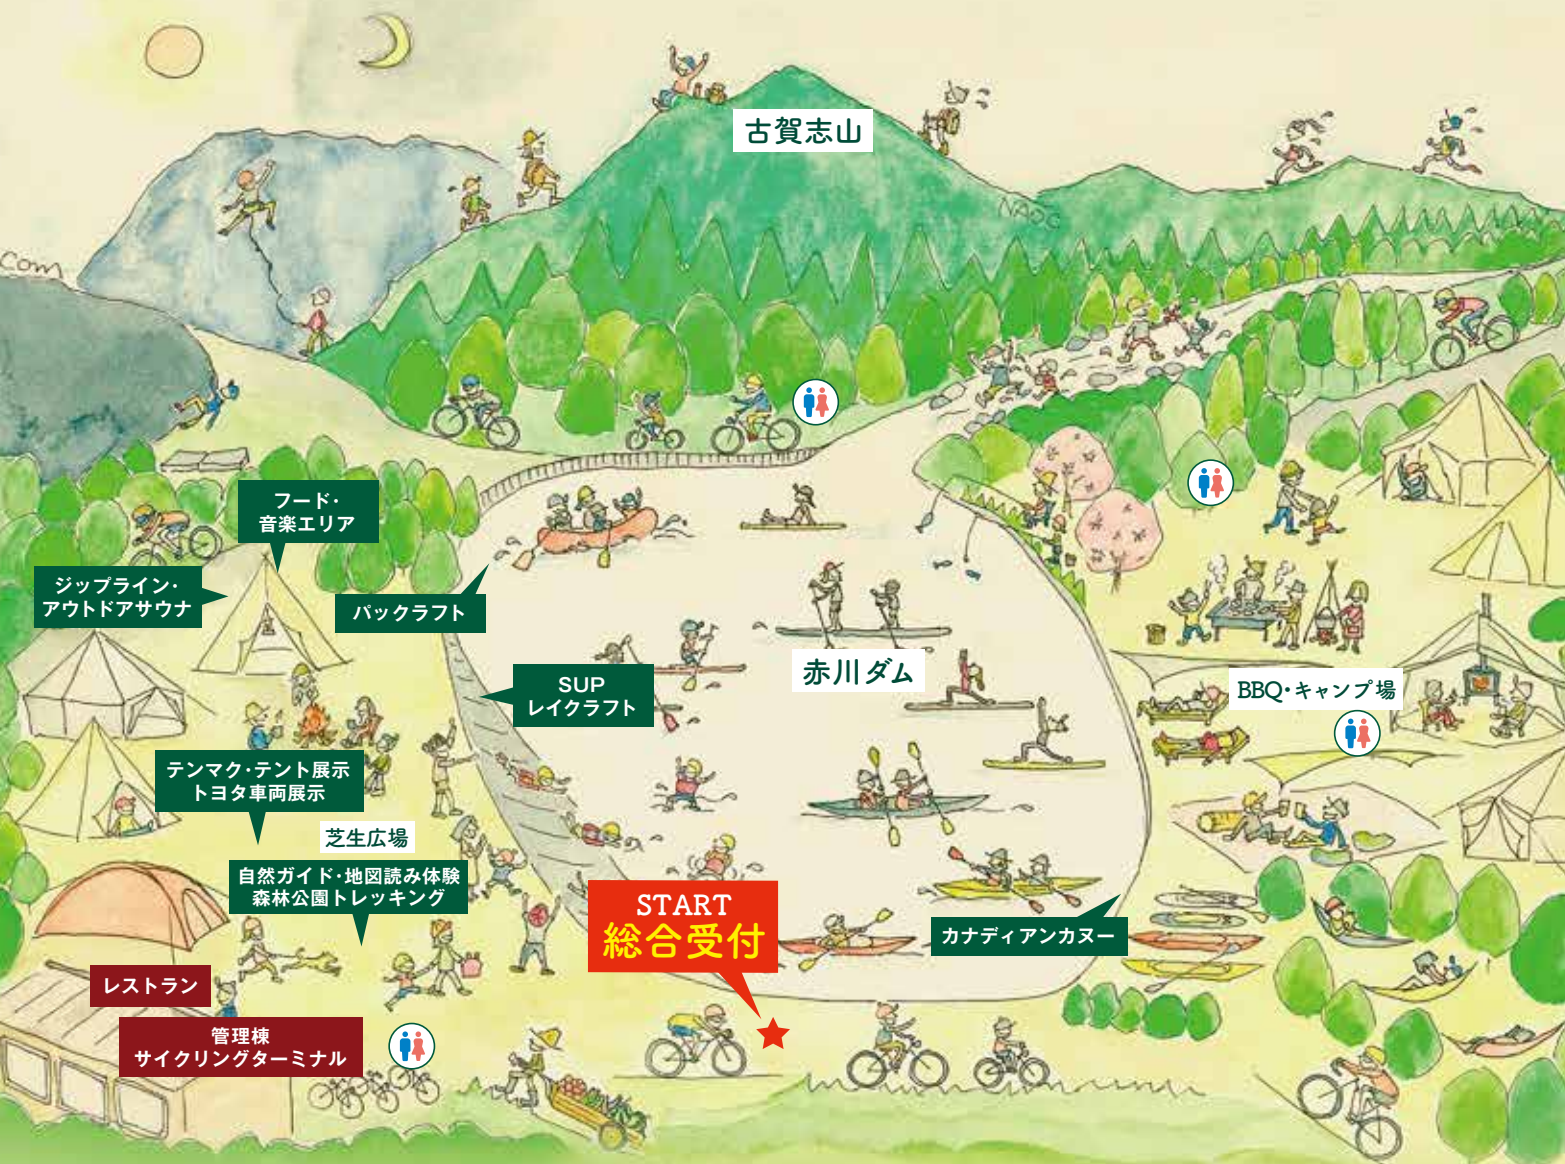 古賀志山
NAOC
Com
フード・
音楽エリア
ジップライン・
アウトドアサウナ
パックラフト
SUP
レイクラフト
赤川ダム
BBQ・キャンプ場
テンマク・テント展示
トヨタ車両展示
芝生広場
自然ガイド・地図読み体験
森林公園トレッキング
START
総合受付
カナディアンカヌー
レストラン
管理棟
サイクリングターミナル